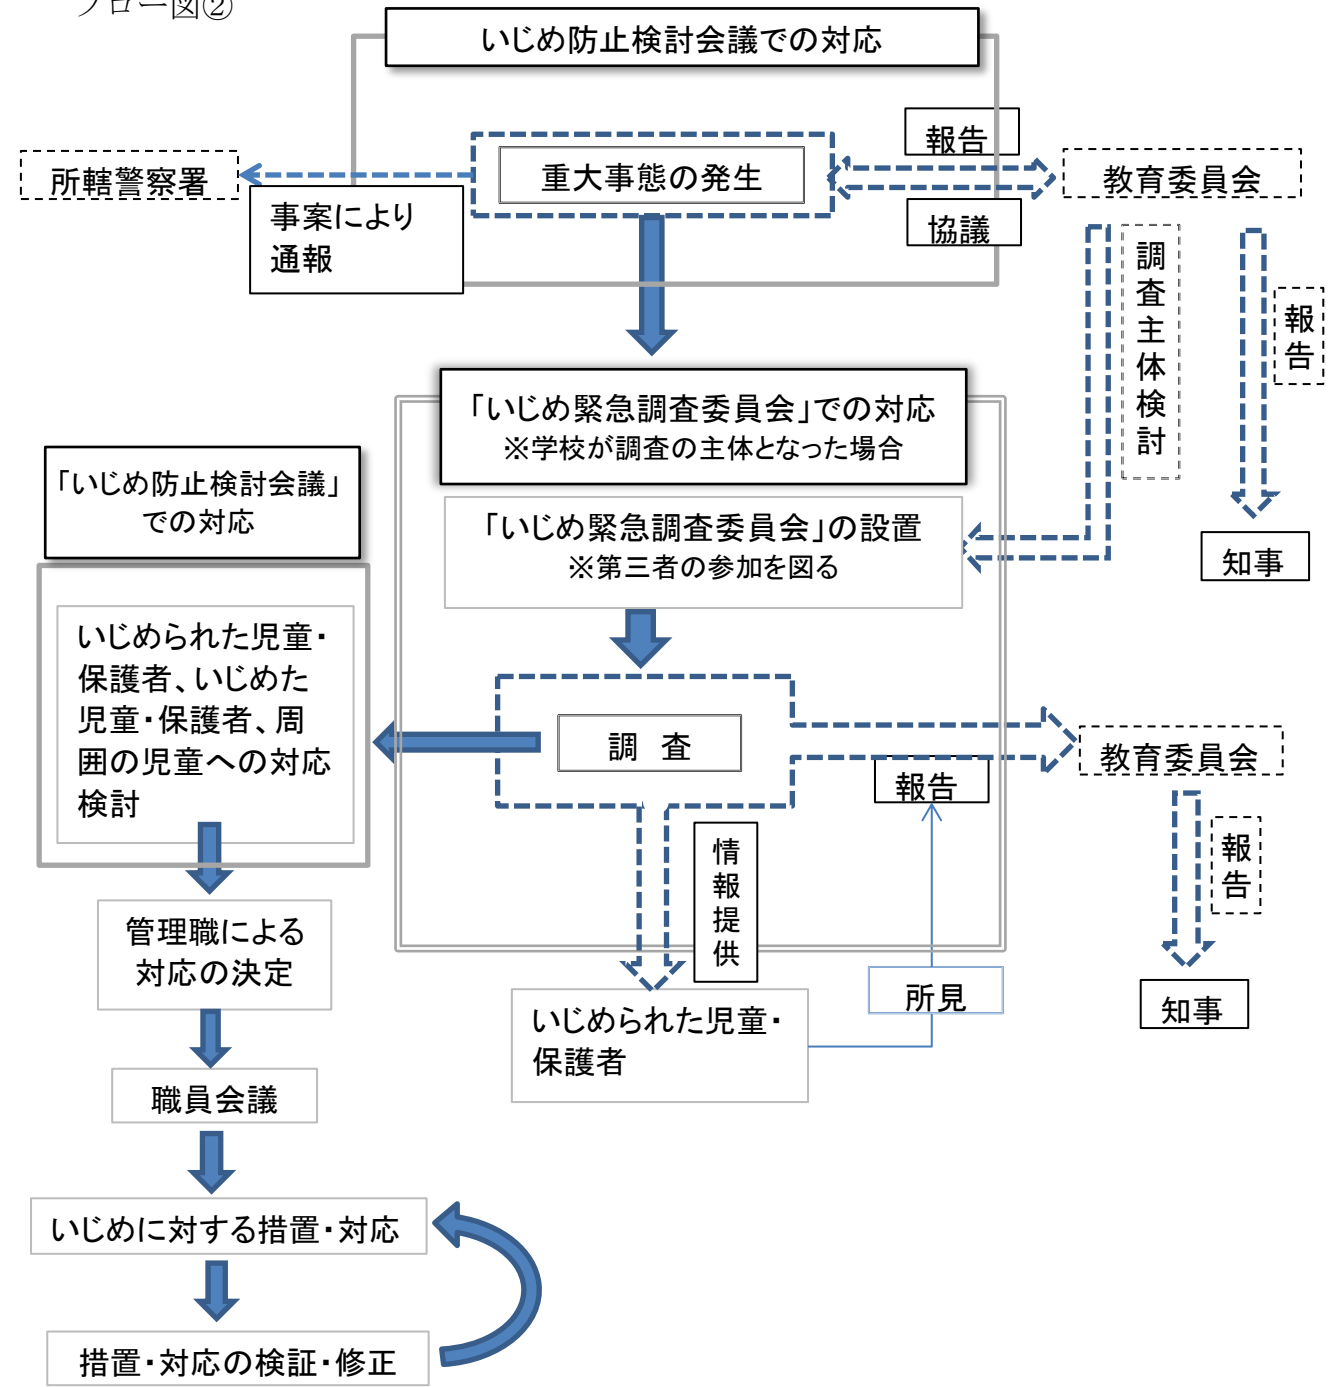 フロー図②
いじめ防止検討会議での対応
重大事態の発生
所轄警察署
事案により
通報
報告
協議
教育委員会
調査主体検討
報告
知事
「いじめ緊急調査委員会」での対応
※学校が調査の主体となった場合
「いじめ緊急調査委員会」の設置
※第三者の参加を図る
調 査
報告
教育委員会
報告
知事
情報提供
いじめられた児童・
保護者
所見
「いじめ防止検討会議」
での対応
いじめられた児童・
保護者、いじめた
児童・保護者、周
囲の児童への対応
検討
管理職による
対応の決定
職員会議
いじめに対する措置・対応
措置・対応の検証・修正